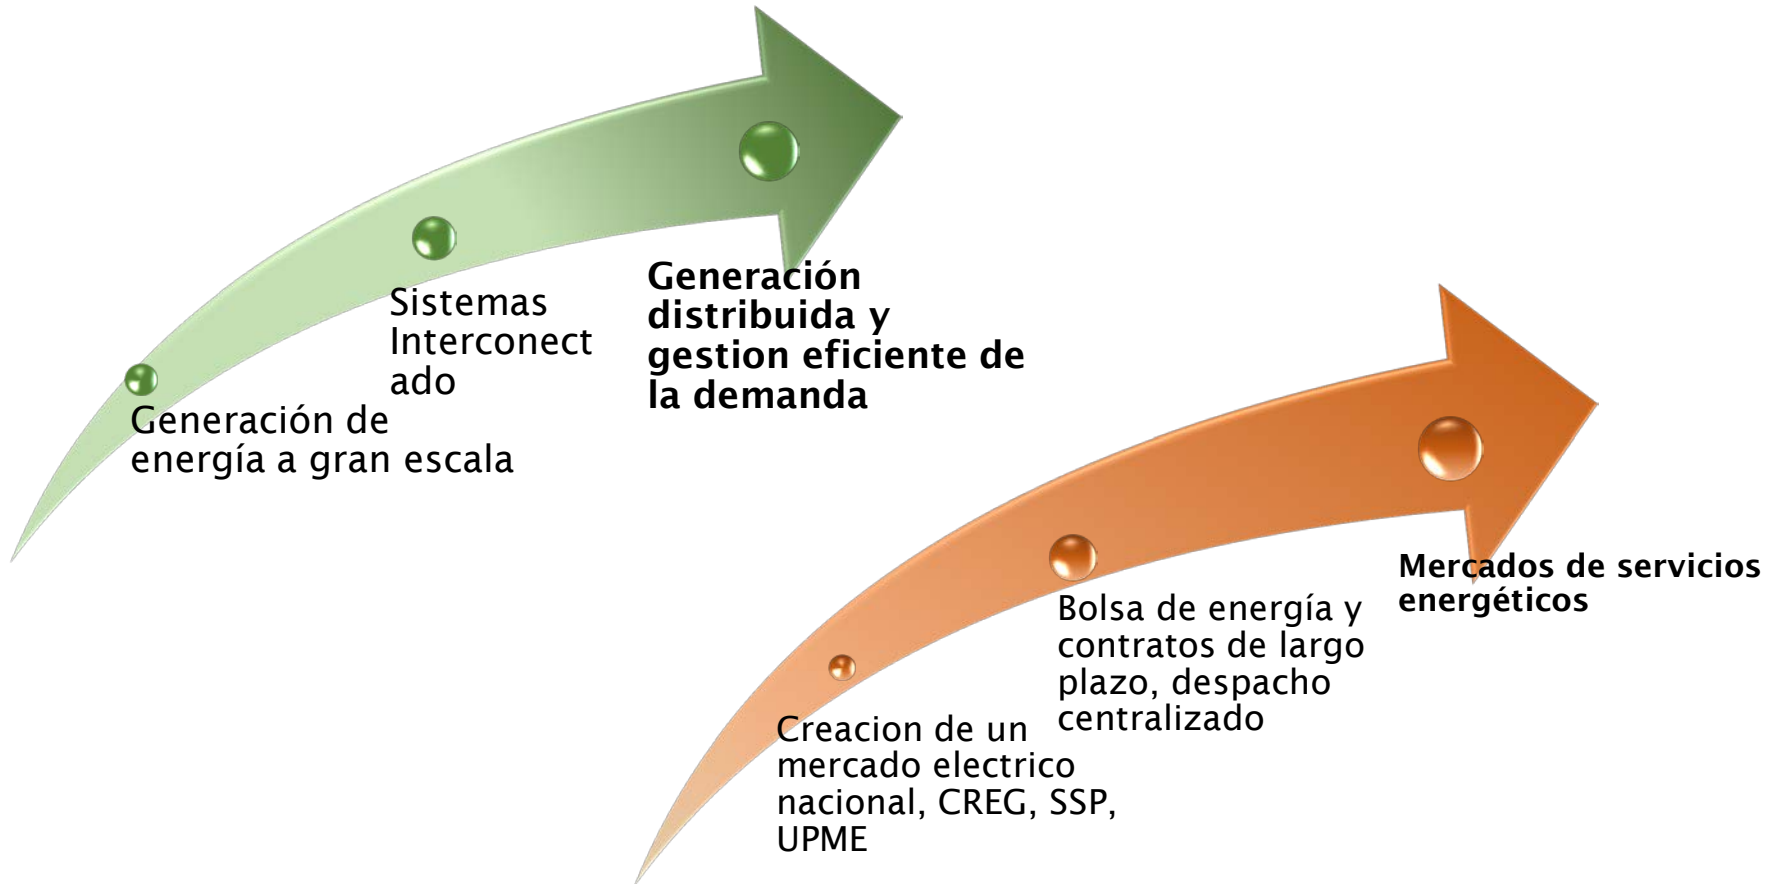 Generación de
energía a gran escala
Sistemas
Interconect
ado
Generación
distribuida y
gestion eficiente de
la demanda
Creacion de un
mercado electrico
nacional, CREG, SSP,
UPME
Bolsa de energía y
contratos de largo
plazo, despacho
centralizado
Mercados de servicios
energéticos